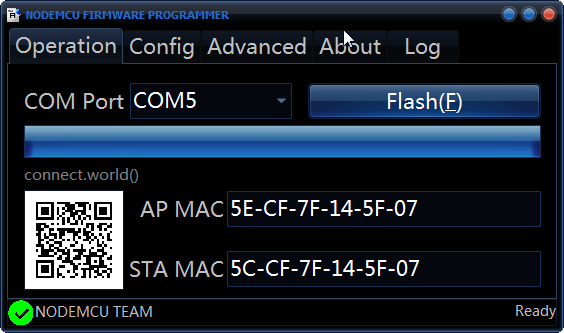 NODEMCU FIRMWARE PROGRAMMER
Operation Config Advanced About Log
COM Port COM5 Flash(F)
connect.world()
AP MAC 5E-CF-7F-14-5F-07
STA MAC 5C-CF-7F-14-5F-07
NODEMCU TEAM Ready